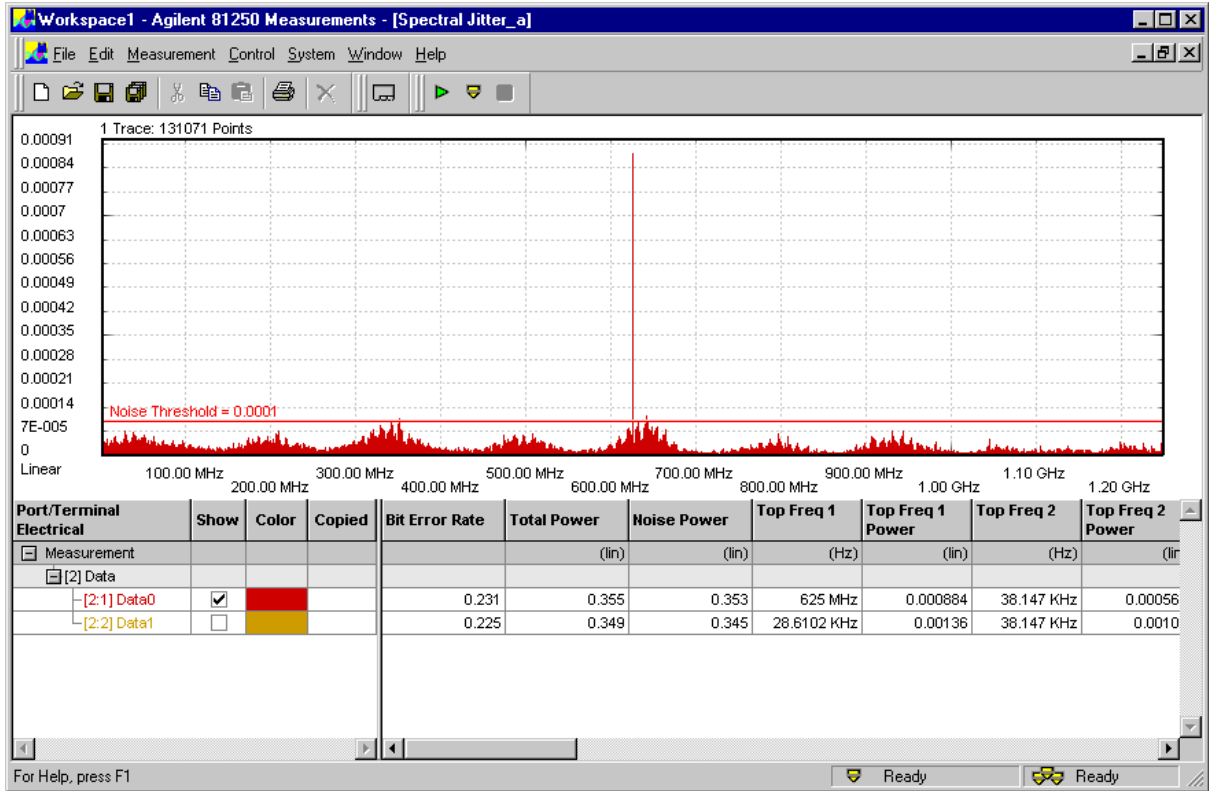 Workspace1 - Agilent 81250 Measurements - [Spectral Jitter_a]
File Edit Measurement Control System Window Help
1 Trace: 131071 Points
0.00091
0.00084
0.00077
0.0007
0.00063
0.00056
0.00049
0.00042
0.00035
0.00028
0.00021
0.00014
7E-005
0
Noise Threshold = 0.0001
Linear
100.00 MHz 300.00 MHz 500.00 MHz 700.00 MHz 900.00 MHz 1.10 GHz
200.00 MHz 400.00 MHz 600.00 MHz 800.00 MHz 1.00 GHz 1.20 GHz
Port/Terminal Electrical Show Color Copied Bit Error Rate Total Power Noise Power Top Freq 1 Top Freq 1 Power Top Freq 2 Top Freq 2 Power
Measurement (lin) (lin) (Hz) (lin) (Hz) (lin
[2] Data
[2:1] Data0 0.231 0.355 0.353 625 MHz 0.000884 38.147 KHz 0.00056
[2:2] Data1 0.225 0.349 0.345 28.6102 KHz 0.00136 38.147 KHz 0.0010
For Help, press F1 Ready Ready